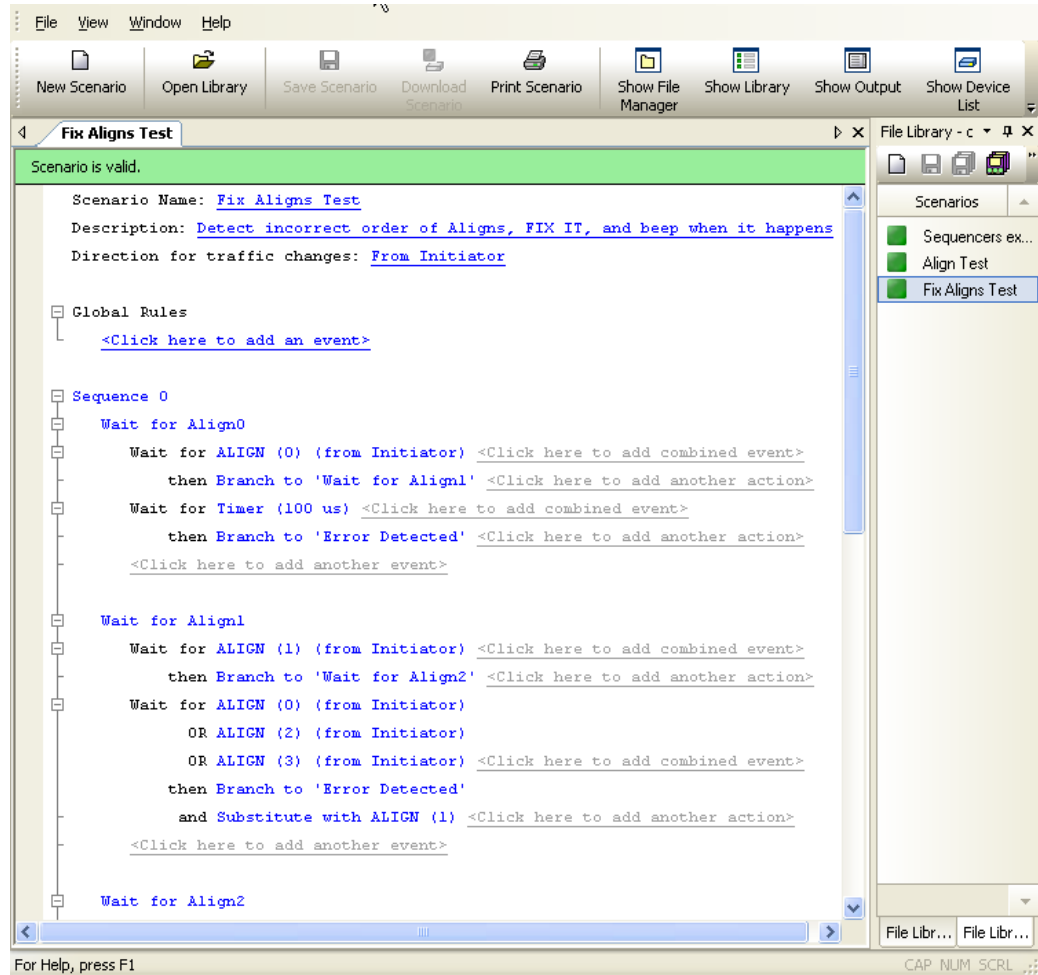 File View Window Help
New Scenario Open Library Save Scenario Download Scenario Print Scenario Show File Manager Show Library Show Output Show Device List
Fix Aligns Test
File Library - c
Scenario is valid.
Scenario Name: Fix Aligns Test
Description: Detect incorrect order of Aligns, FIX IT, and beep when it happens
Direction for traffic changes: From Initiator
Global Rules
<Click here to add an event>
Sequence 0
Wait for Align0
Wait for ALIGN (0) (from Initiator) <Click here to add combined event>
then Branch to 'Wait for Align1' <Click here to add another action>
Wait for Timer (100 us) <Click here to add combined event>
then Branch to 'Error Detected' <Click here to add another action>
<Click here to add another event>
Wait for Align1
Wait for ALIGN (1) (from Initiator) <Click here to add combined event>
then Branch to 'Wait for Align2' <Click here to add another action>
Wait for ALIGN (0) (from Initiator)
OR ALIGN (2) (from Initiator)
OR ALIGN (3) (from Initiator) <Click here to add combined event>
then Branch to 'Error Detected'
and Substitute with ALIGN (1) <Click here to add another action>
<Click here to add another event>
Wait for Align2
Scenarios
Sequencers ex...
Align Test
Fix Aligns Test
File Libr... File Libr...
For Help, press F1
CAP NUM SCRL